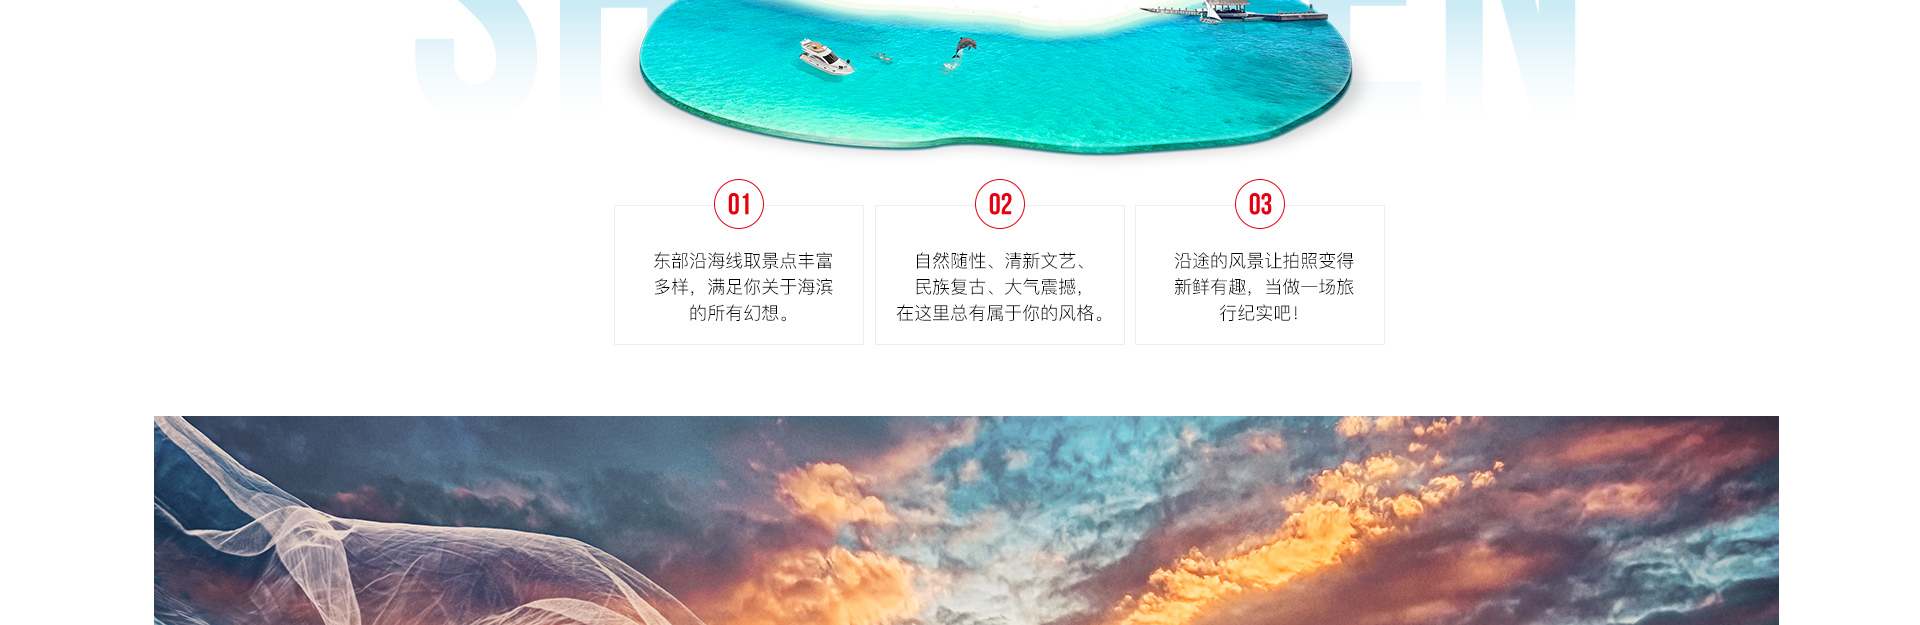 01
东部沿海线取景点丰富
多样，满足你关于海滨
的所有幻想。
02
自然随性、清新文艺、
民族复古、大气震撼，
在这里总有属于你的风格。
03
沿途的风景让拍照变得
新鲜有趣，当做一场旅
行纪实吧！